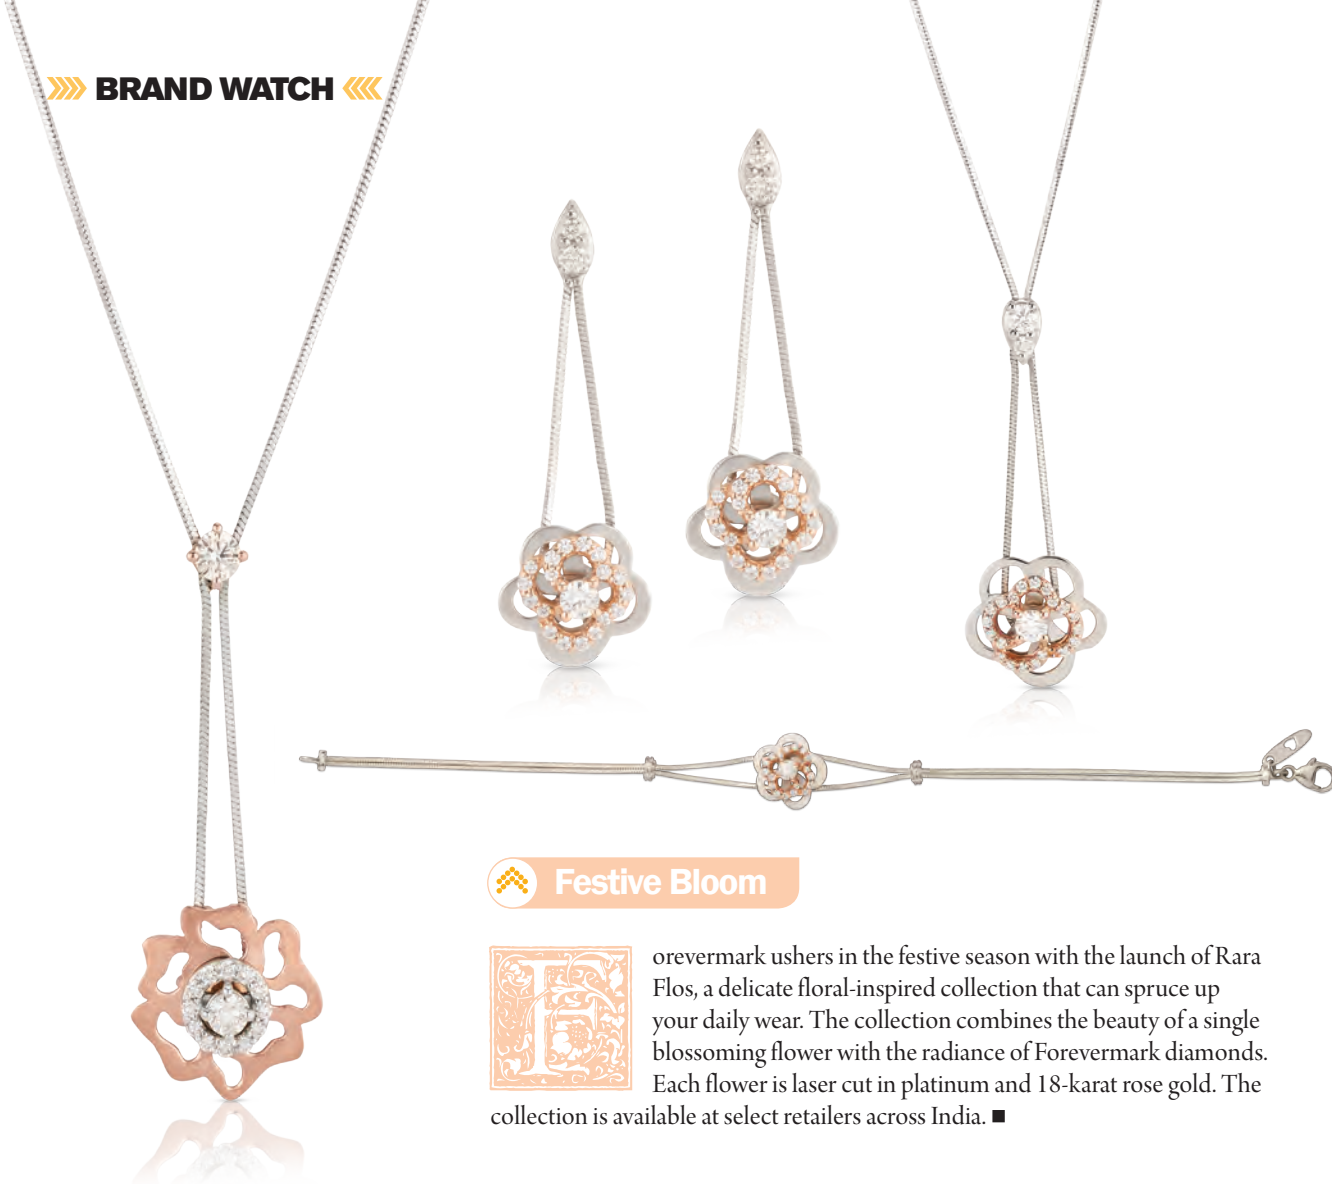 BRAND WATCH
Festive Bloom
Forevermark ushers in the festive season with the launch of Rara
Flos, a delicate floral-inspired collection that can spruce up
your daily wear. The collection combines the beauty of a single
blossoming flower with the radiance of Forevermark diamonds.
Each flower is laser cut in platinum and 18-karat rose gold. The
collection is available at select retailers across India. ■